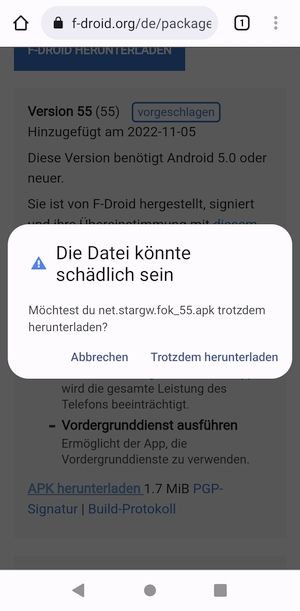 f-droid.org/de/package
1
F-DROID HERUNTERLADEN
Version 55 (55) vorgeschlagen
Hinzugefügt am 2022-11-05
Diese Version benötigt Android 5.0 oder
neuer.
Sie ist von F-Droid hergestellt, signiert
und ihre Übereinstimmung mit diesem
Die Datei könnte
schädlich sein
Möchtest du net.stargw.fok_55.apk trotzdem
herunterladen?
Abbrechen Trotzdem herunterladen
wird die gesamte Leistung des
Telefons beeinträchtigt.
– Vordergrunddienst ausführen
Ermöglicht der App, die
Vordergrunddienste zu verwenden.
APK herunterladen 1.7 MiB PGP-
Signatur | Build-Protokoll